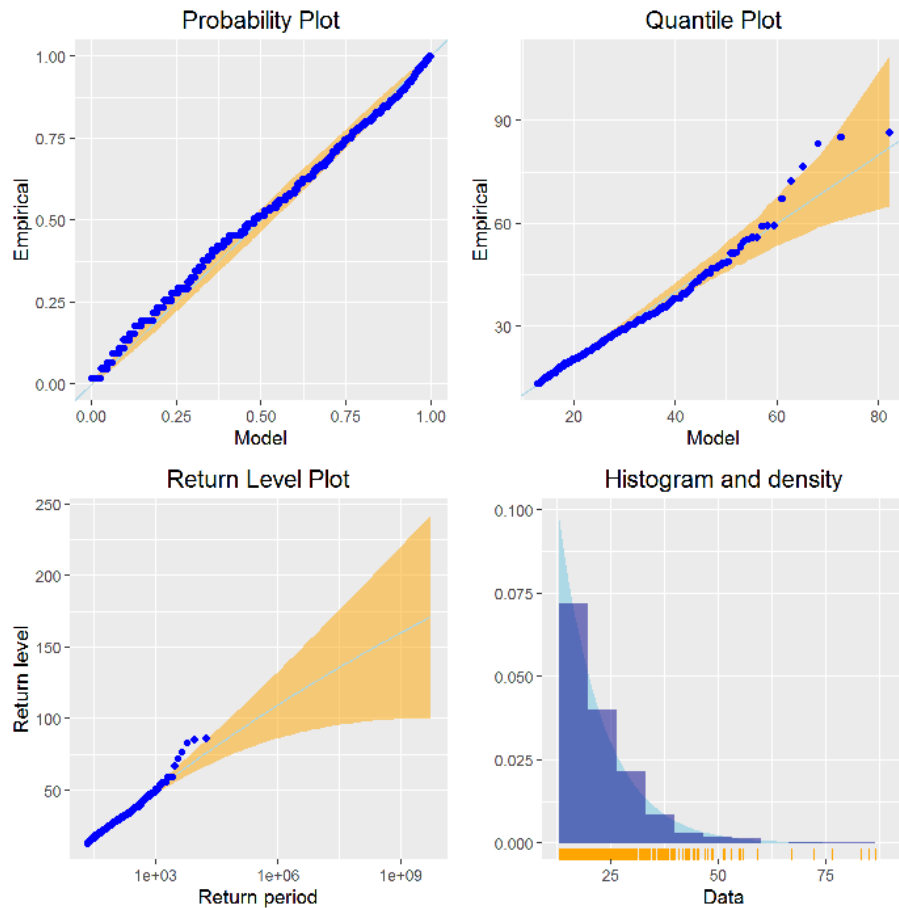 Probability Plot
1.00
0.75
0.50
0.25
0.00
Empirical
0.00 0.25 0.50 0.75 1.00
Model
Quantile Plot
90
60
30
Empirical
20 40 60 80
Model
Return Level Plot
250
200
150
100
50
Return level
1e+03 1e+06 1e+09
Return period
Histogram and density
0.100
0.075
0.050
0.025
0.000
25 50 75
Data